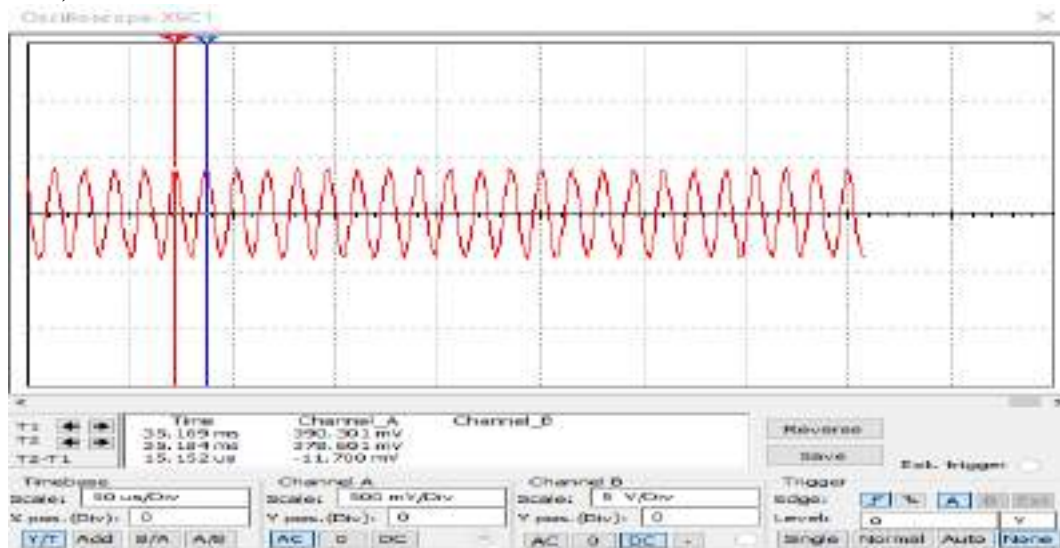 Oscilloscope-XSC1
Time Channel_A Channel_B
T1 35.169 ms 390.301 mV
T2 35.184 ms 378.601 mV
T2-T1 15.152 us -11.700 mV
Reverse
Save
Ext. trigger
Timebase Channel A Channel B Trigger
Scale: 50 us/Div Scale: 500 mV/Div Scale: 5 V/Div Edge: A B Ext
X pos.(Div): 0 Y pos.(Div): 0 Y pos.(Div): 0 Level: 0 V
Y/T Add B/A A/B AC 0 DC AC 0 DC - Single Normal Auto None